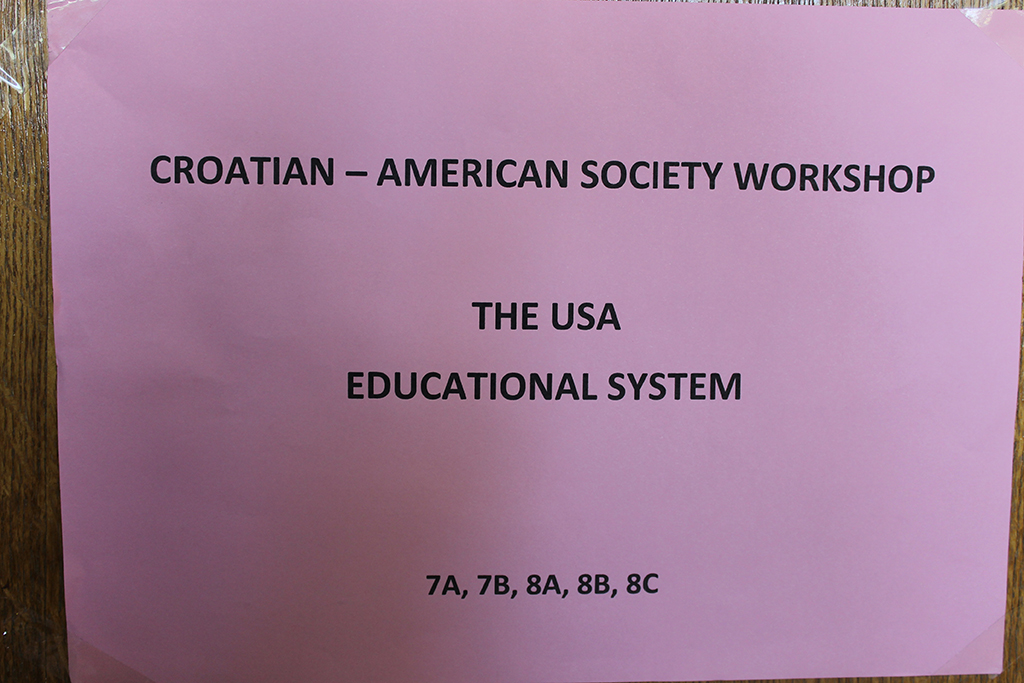 CROATIAN – AMERICAN SOCIETY WORKSHOP
THE USA
EDUCATIONAL SYSTEM
7A, 7B, 8A, 8B, 8C